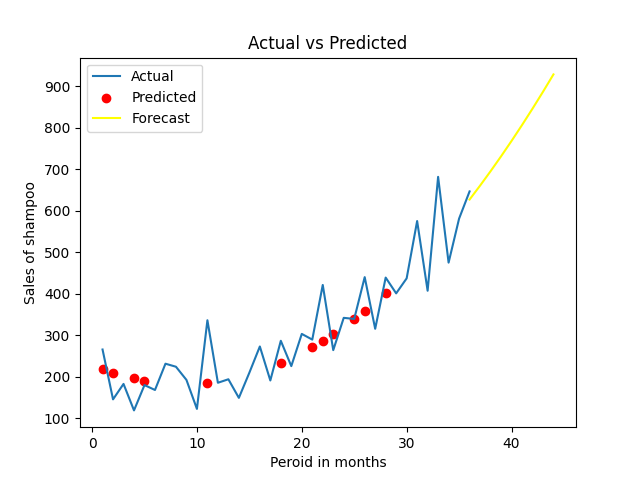 Actual vs Predicted
Actual
Predicted
Forecast
Sales of shampoo
900
800
700
600
500
400
300
200
100
0
10
20
30
40
Peroid in months